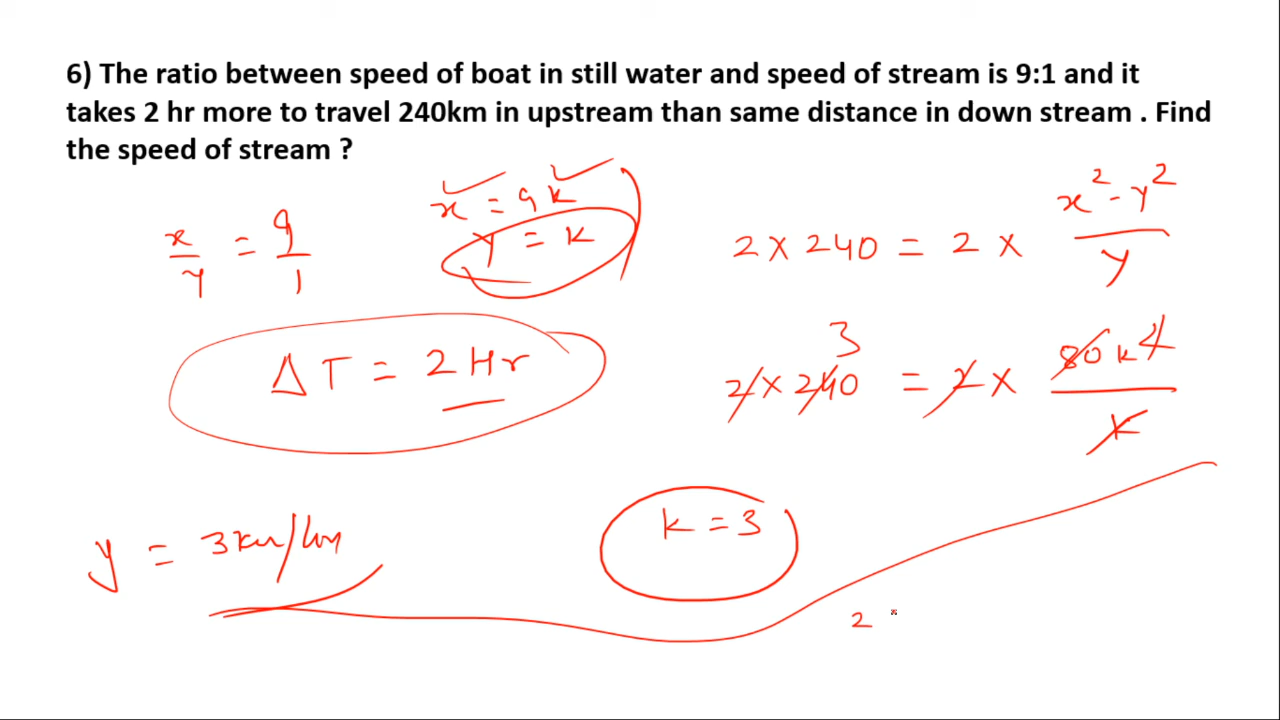 6) The ratio between speed of boat in still water and speed of stream is 9:1 and it
takes 2 hr more to travel 240km in upstream than same distance in down stream . Find
the speed of stream ?
x/y = 9/1
x = 9k
y = k
2 x 240 = 2 x (x² - y²)/y
ΔT = 2 Hr
3
2 x 240 = 2 x 80k²/k
k = 3
y = 3km/
2